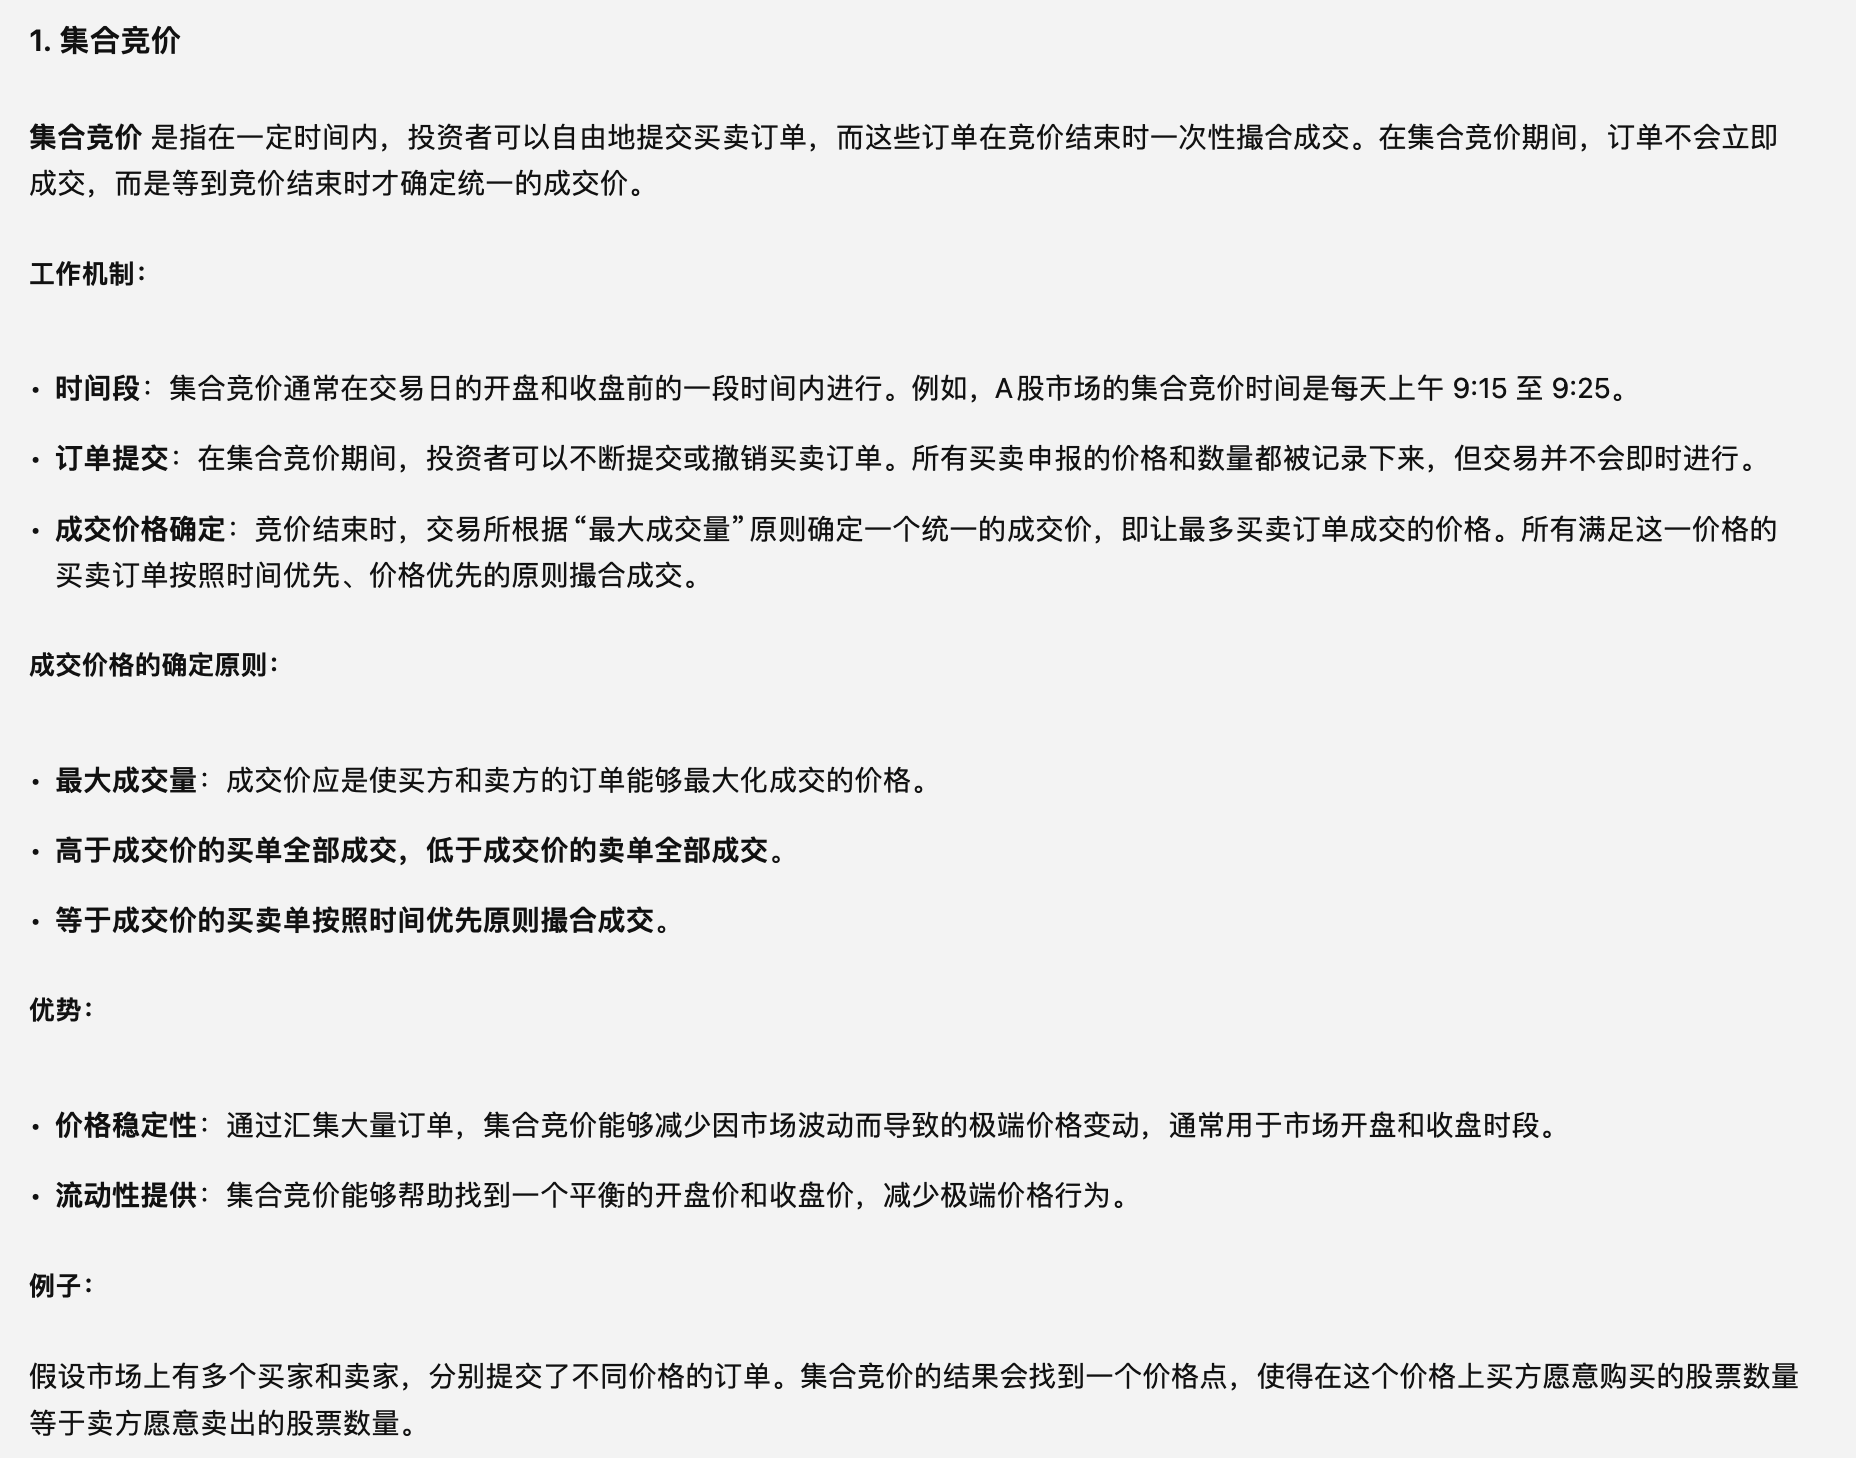 1. 集合竞价
集合竞价 是指在一定时间内，投资者可以自由地提交买卖订单，而这些订单在竞价结束时一次性撮合成交。在集合竞价期间，订单不会立即
成交，而是等到竞价结束时才确定统一的成交价。
工作机制：
• 时间段：集合竞价通常在交易日的开盘和收盘前的一段时间内进行。例如，A股市场的集合竞价时间是每天上午 9:15 至 9:25。
• 订单提交：在集合竞价期间，投资者可以不断提交或撤销买卖订单。所有买卖申报的价格和数量都被记录下来，但交易并不会即时进行。
• 成交价格确定：竞价结束时，交易所根据“最大成交量”原则确定一个统一的成交价，即让最多买卖订单成交的价格。所有满足这一价格的
买卖订单按照时间优先、价格优先的原则撮合成交。
成交价格的确定原则：
• 最大成交量：成交价应是使买方和卖方的订单能够最大化成交的价格。
• 高于成交价的买单全部成交，低于成交价的卖单全部成交。
• 等于成交价的买卖单按照时间优先原则撮合成交。
优势：
• 价格稳定性：通过汇集大量订单，集合竞价能够减少因市场波动而导致的极端价格变动，通常用于市场开盘和收盘时段。
• 流动性提供：集合竞价能够帮助找到一个平衡的开盘价和收盘价，减少极端价格行为。
例子：
假设市场上有多个买家和卖家，分别提交了不同价格的订单。集合竞价的结果会找到一个价格点，使得在这个价格上买方愿意购买的股票数量
等于卖方愿意卖出的股票数量。